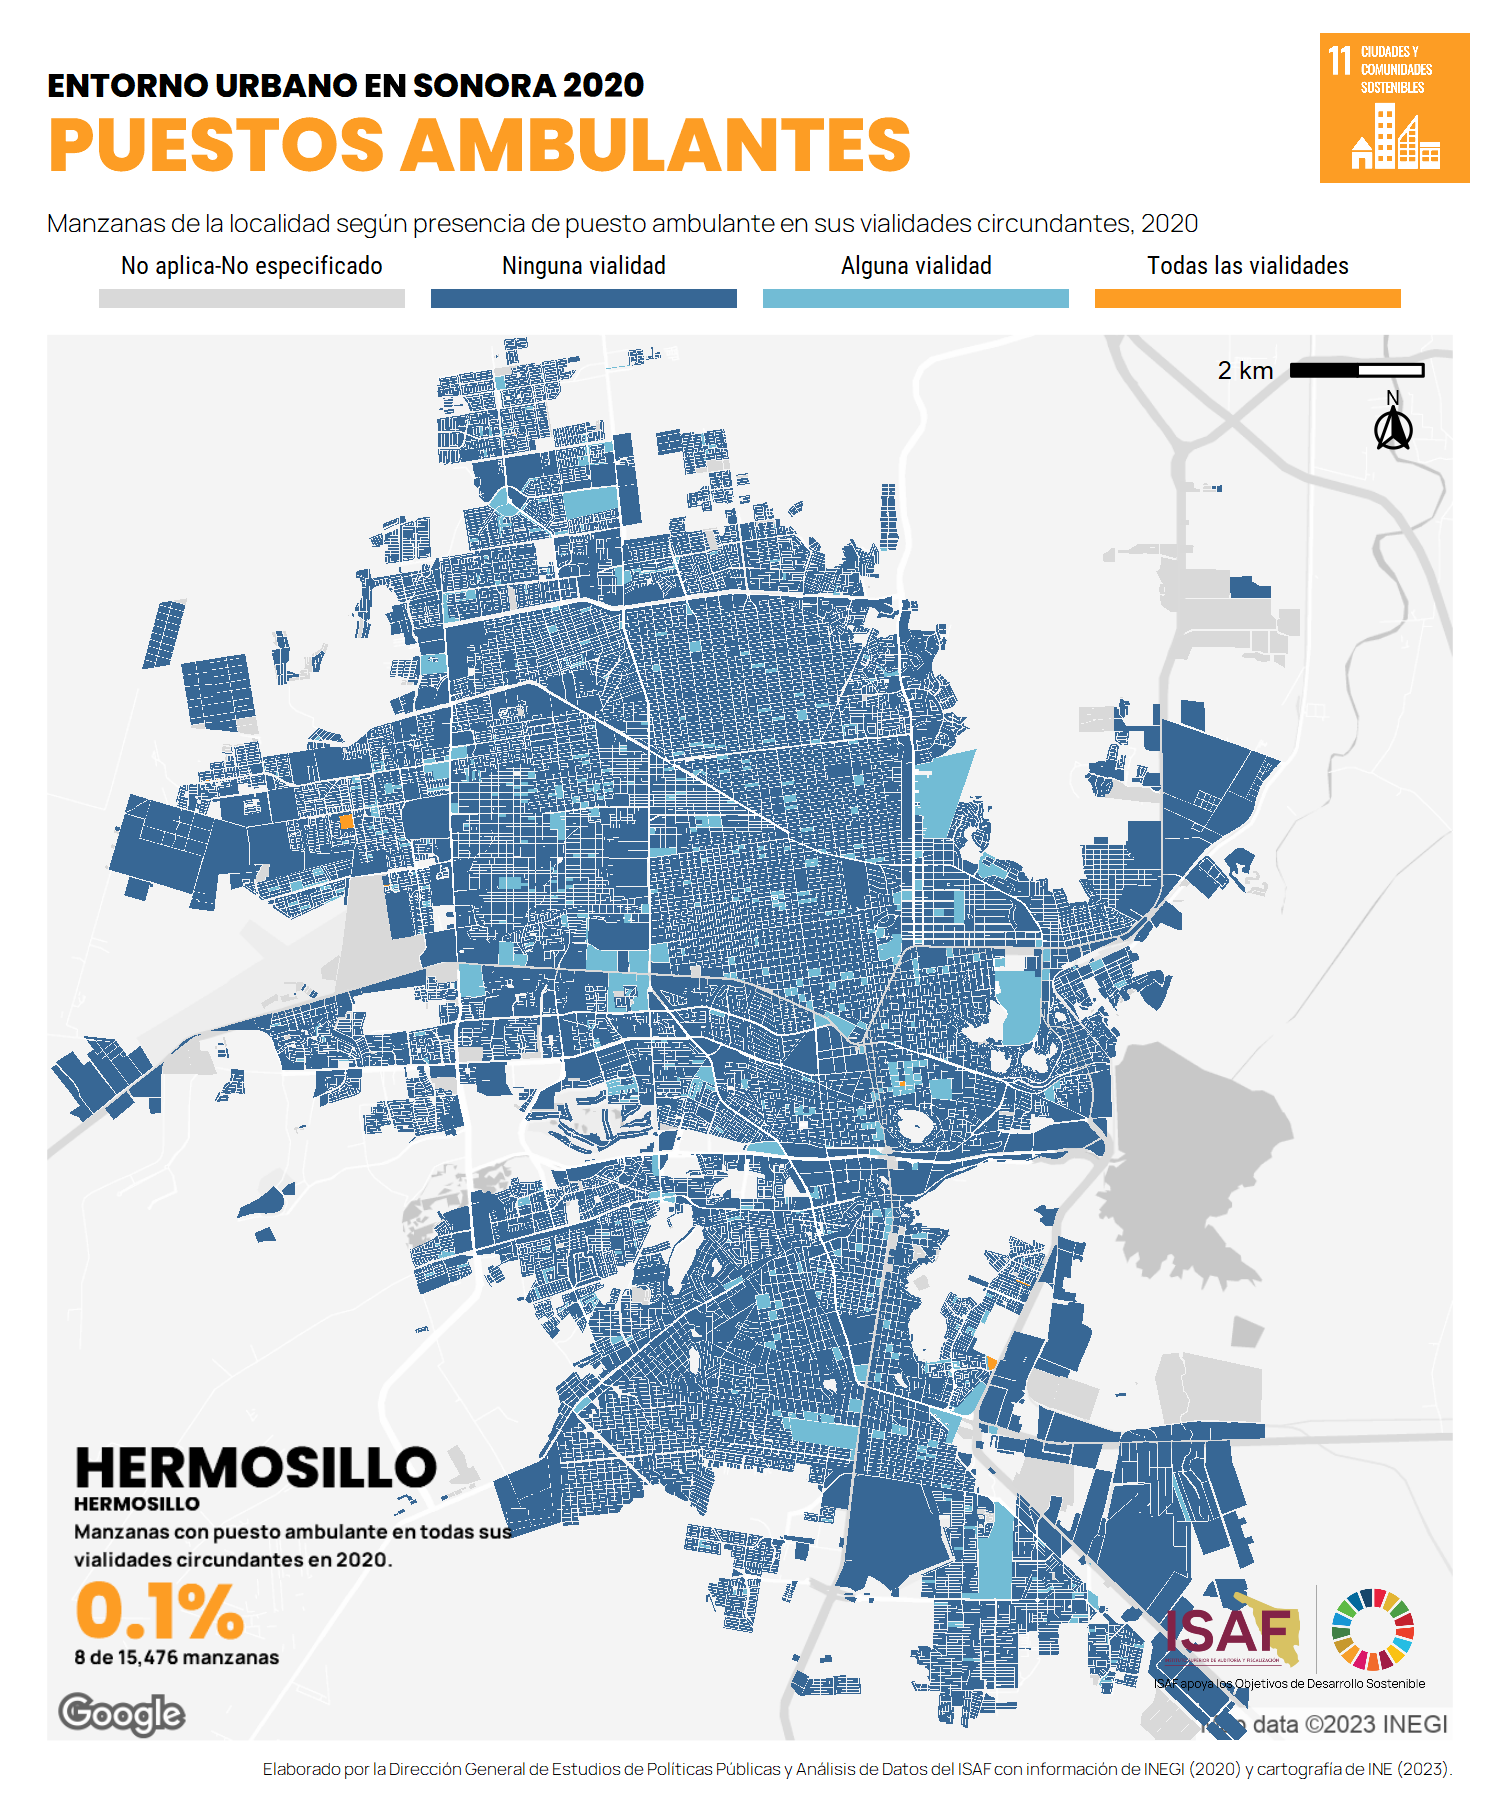 ENTORNO URBANO EN SONORA 2020
PUESTOS AMBULANTES
11 CIUDADES Y
COMUNIDADES
SOSTENIBLES
Manzanas de la localidad según presencia de puesto ambulante en sus vialidades circundantes, 2020
No aplica-No especificado
Ninguna vialidad
Alguna vialidad
Todas las vialidades
2 km
N
HERMOSILLO
HERMOSILLO
Manzanas con puesto ambulante en todas sus
vialidades circundantes en 2020.
0.1%
8 de 15,476 manzanas
Google
ISAF
ISAF apoya los Objetivos de Desarrollo Sostenible
data ©2023 INEGI
Elaborado por la Dirección General de Estudios de Políticas Públicas y Análisis de Datos del ISAF con información de INEGI (2020) y cartografía de INE (2023).